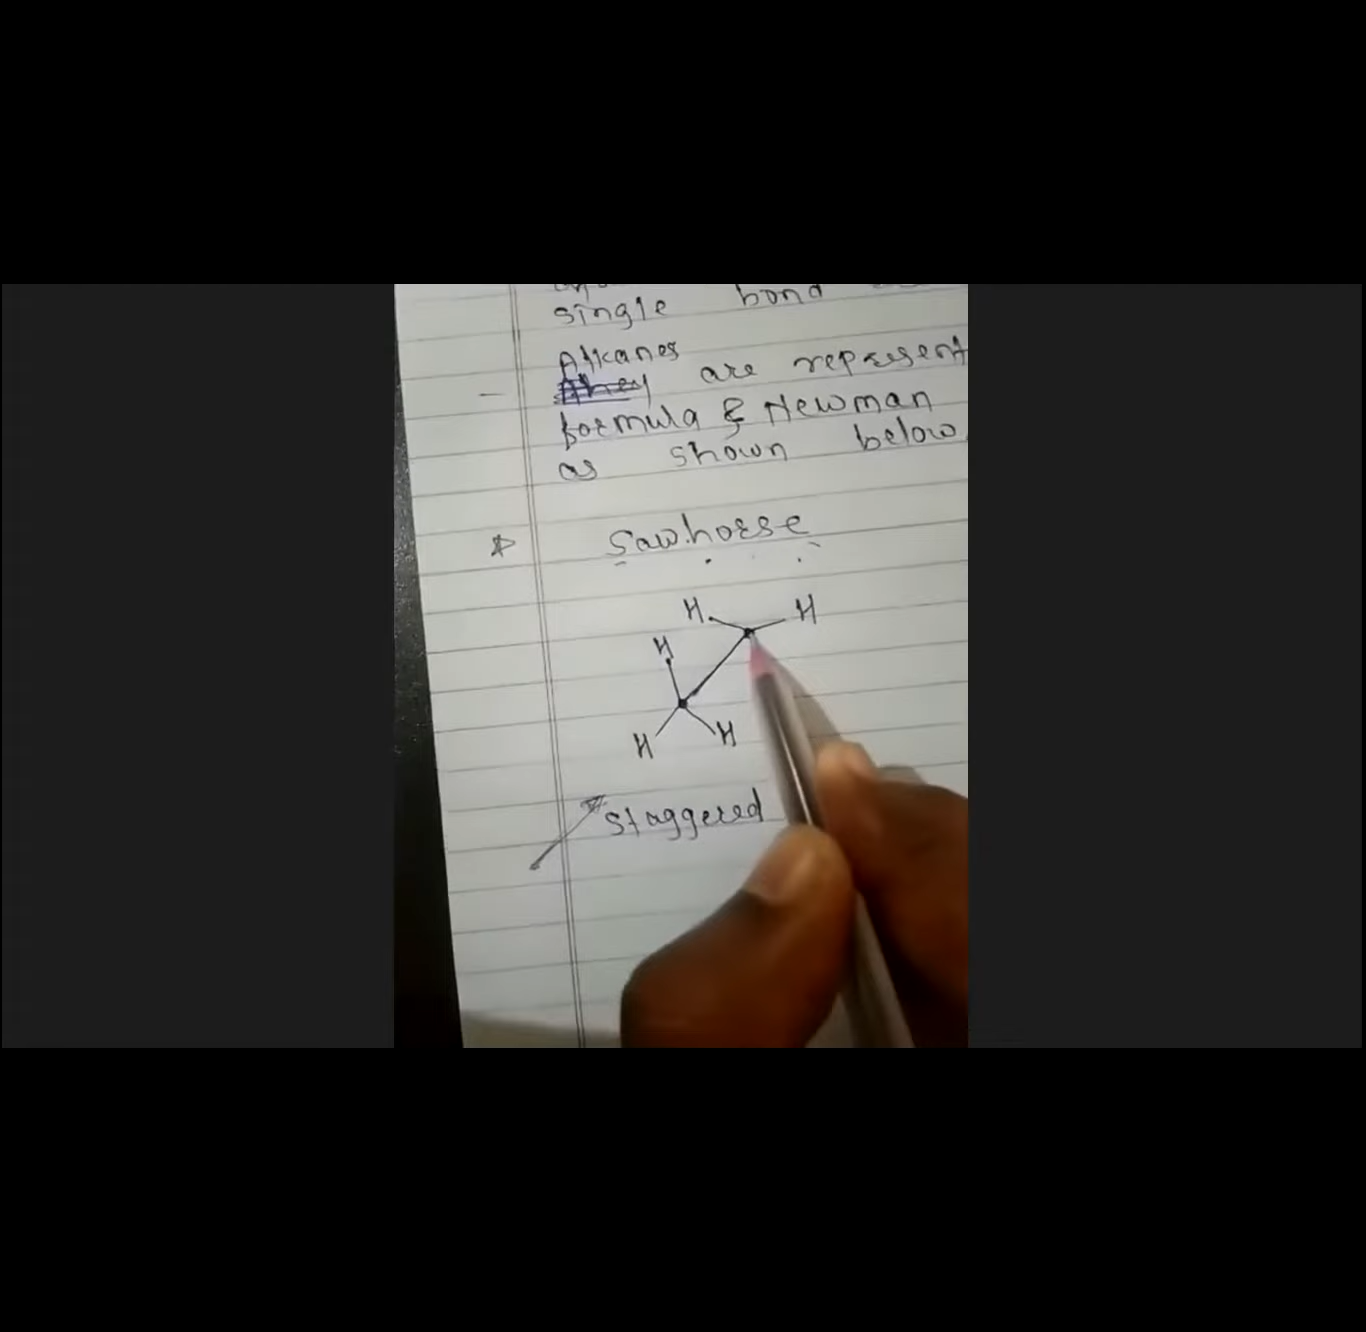 single bond
Alkanes
are represent
formula & Newman
as shown below
Sawhorse
H H
H
H H
Staggered